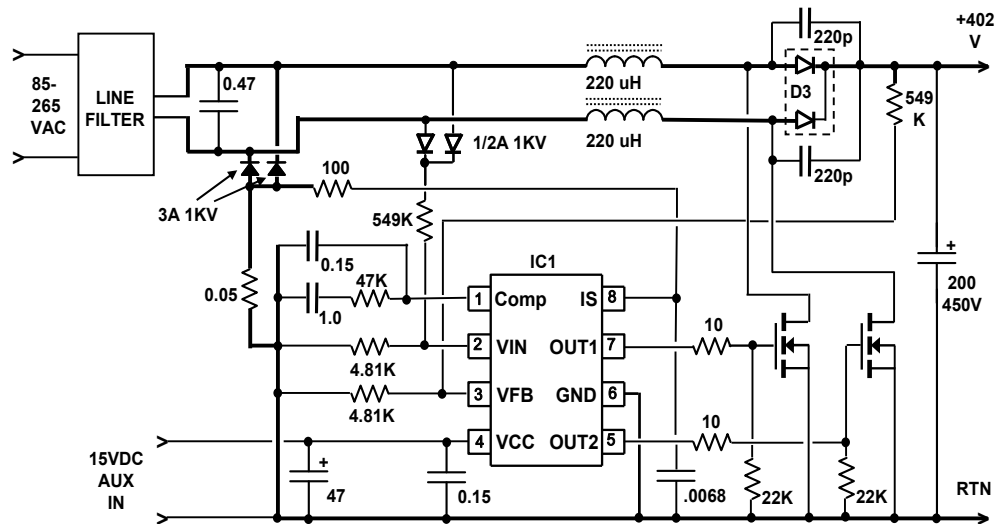 +402
V
220p
85-
265
VAC
LINE
FILTER
0.47
220 uH
D3
549
K
220 uH
1/2A 1KV
220p
3A 1KV
100
549K
0.15
IC1
+
200
450V
0.05
47K
1.0
1 Comp IS 8
10
2 VIN OUT1 7
4.81K
3 VFB GND 6
4.81K
10
4 VCC OUT2 5
15VDC
AUX
IN
+
47
0.15
.0068
22K
22K
RTN